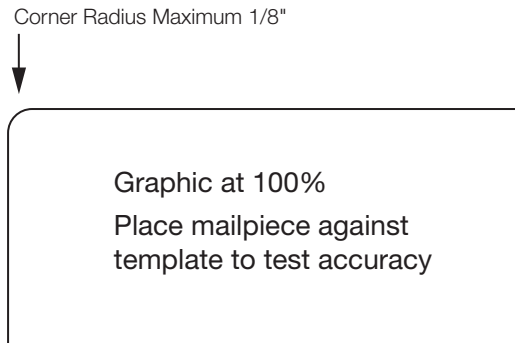 Corner Radius Maximum 1/8"
Graphic at 100%
Place mailpiece against
template to test accuracy